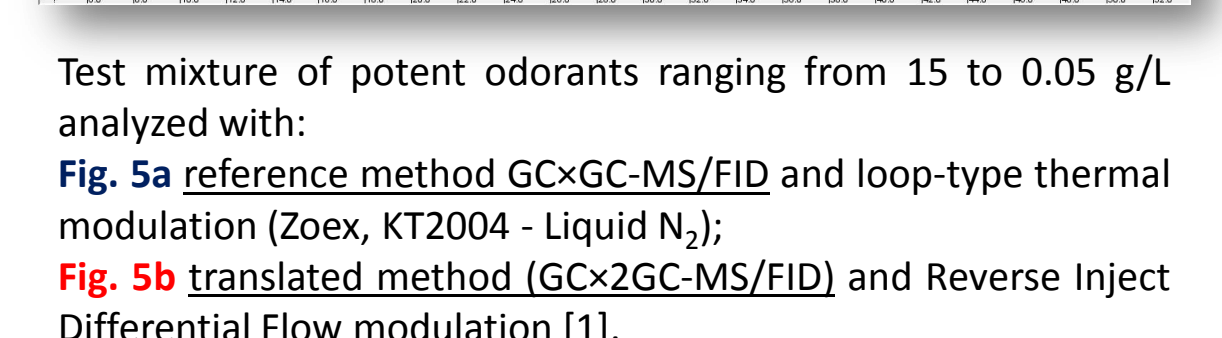 Test mixture of potent odorants ranging from 15 to 0.05 g/L
analyzed with:
Fig. 5a reference method GC×GC-MS/FID and loop-type thermal
modulation (Zoex, KT2004 - Liquid N₂);
Fig. 5b translated method (GC×2GC-MS/FID) and Reverse Inject
Differential Flow modulation [1].